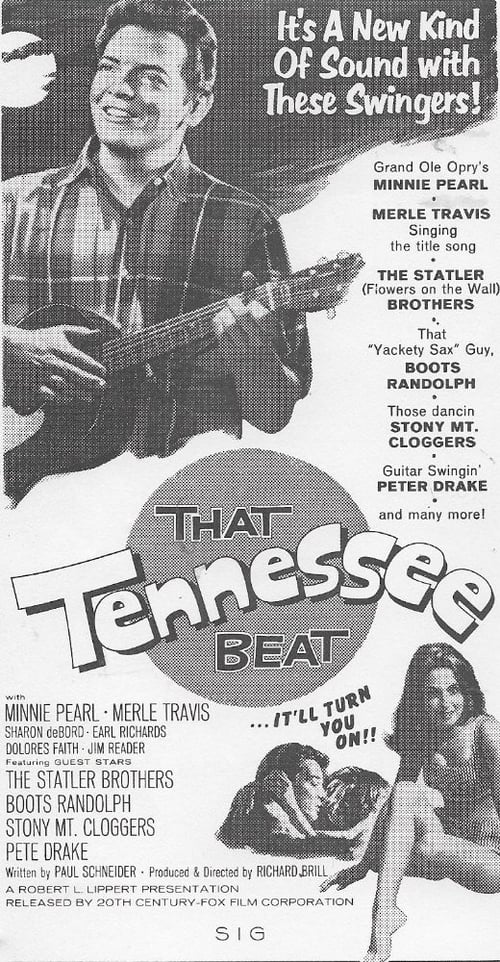 It's A New Kind
Of Sound with
These Swingers!
Grand Ole Opry's
MINNIE PEARL
•
MERLE TRAVIS
Singing
the title song
•
THE STATLER
(Flowers on the Wall)
BROTHERS
•
That
"Yackety Sax" Guy,
BOOTS
RANDOLPH
•
Those dancin
STONY MT.
CLOGGERS
•
Guitar Swingin'
PETER DRAKE
•
and many more!
THAT
Tennessee
BEAT
...IT'LL TURN
YOU
ON!!
with
MINNIE PEARL • MERLE TRAVIS
SHARON deBORD • EARL RICHARDS
DOLORES FAITH • JIM READER
Featuring GUEST STARS
THE STATLER BROTHERS
BOOTS RANDOLPH
STONY MT. CLOGGERS
PETE DRAKE
Written by PAUL SCHNEIDER • Produced & Directed by RICHARD BRILL
A ROBERT L. LIPPERT PRESENTATION
RELEASED BY 20TH CENTURY-FOX FILM CORPORATION
SIG